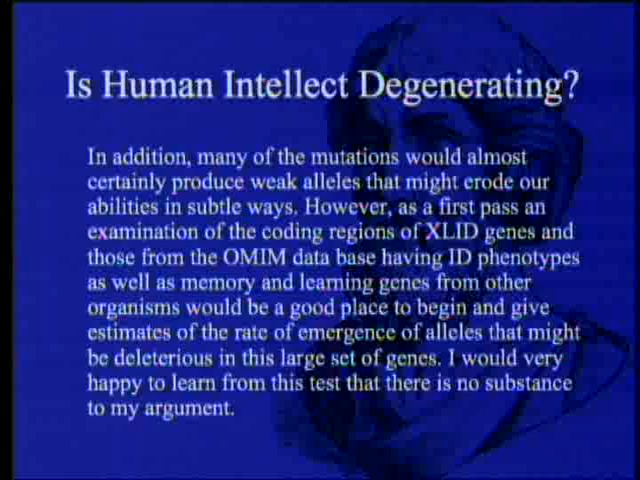 Is Human Intellect Degenerating?
In addition, many of the mutations would almost
certainly produce weak alleles that might erode our
abilities in subtle ways. However, as a first pass an
examination of the coding regions of XLID genes and
those from the OMIM data base having ID phenotypes
as well as memory and learning genes from other
organisms would be a good place to begin and give
estimates of the rate of emergence of alleles that might
be deleterious in this large set of genes. I would very
happy to learn from this test that there is no substance
to my argument.